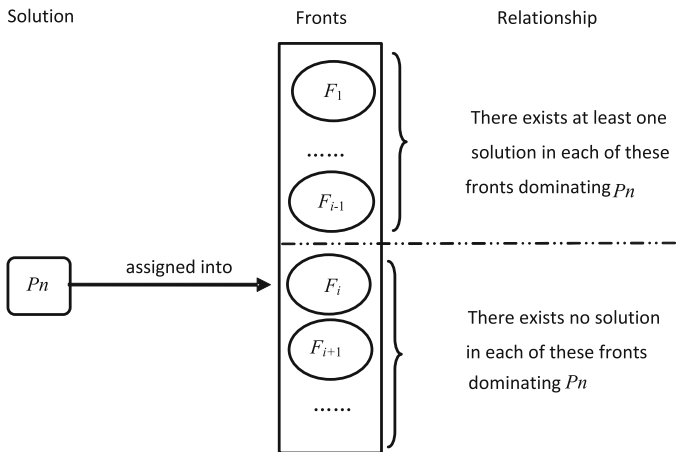 Solution
Fronts
Relationship
F1
......
Fi-1
There exists at least one
solution in each of these
fronts dominating Pn
Pn
assigned into
Fi
Fi+1
......
There exists no solution
in each of these fronts
dominating Pn